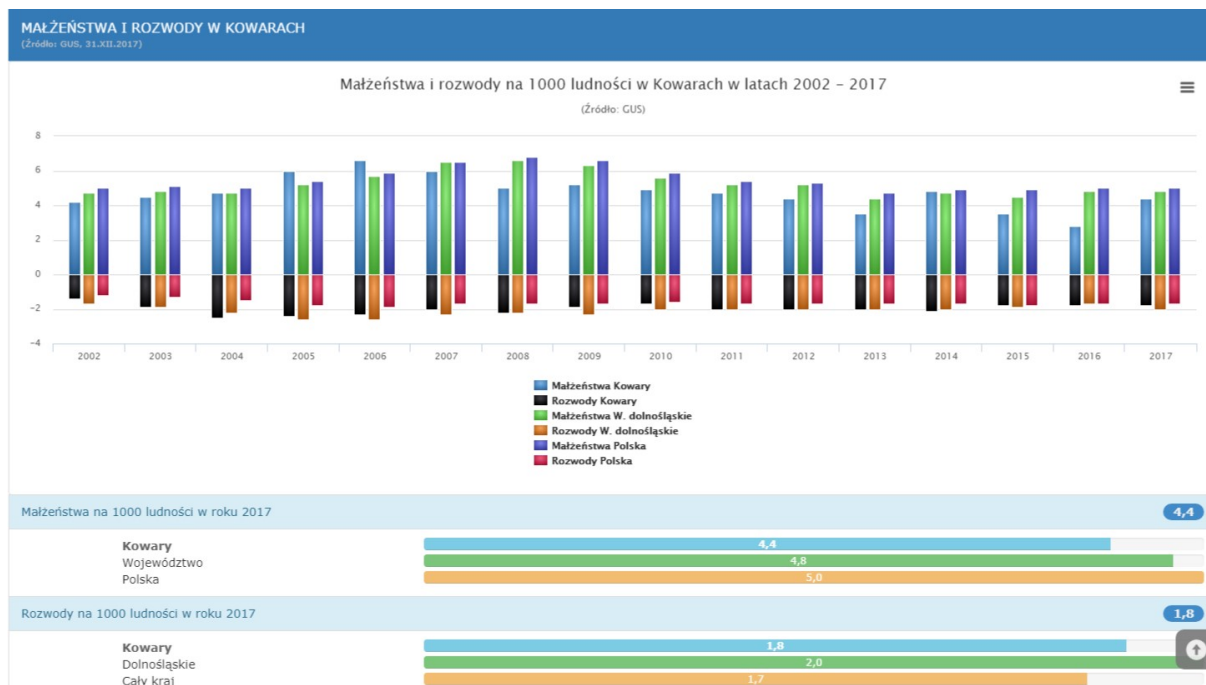 MAŁŻEŃSTWA I ROZWODY W KOWARACH
(Źródło: GUS, 31.XII.2017)
Małżeństwa i rozwody na 1000 ludności w Kowarach w latach 2002 – 2017
(Źródło: GUS)
8
6
4
2
0
-2
-4
2002 2003 2004 2005 2006 2007 2008 2009 2010 2011 2012 2013 2014 2015 2016 2017
Małżeństwa Kowary
Rozwody Kowary
Małżeństwa W. dolnośląskie
Rozwody W. dolnośląskie
Małżeństwa Polska
Rozwody Polska
Małżeństwa na 1000 ludności w roku 2017 4,4
Kowary 4,4
Województwo 4,8
Polska 5,0
Rozwody na 1000 ludności w roku 2017 1,8
Kowary 1,8
Dolnośląskie 2,0
Cały kraj 1,7